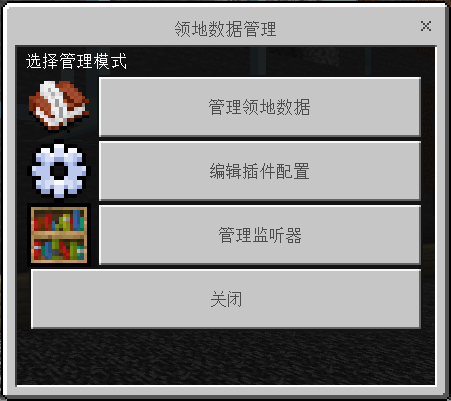 领地数据管理
选择管理模式
管理领地数据
编辑插件配置
管理监听器
关闭